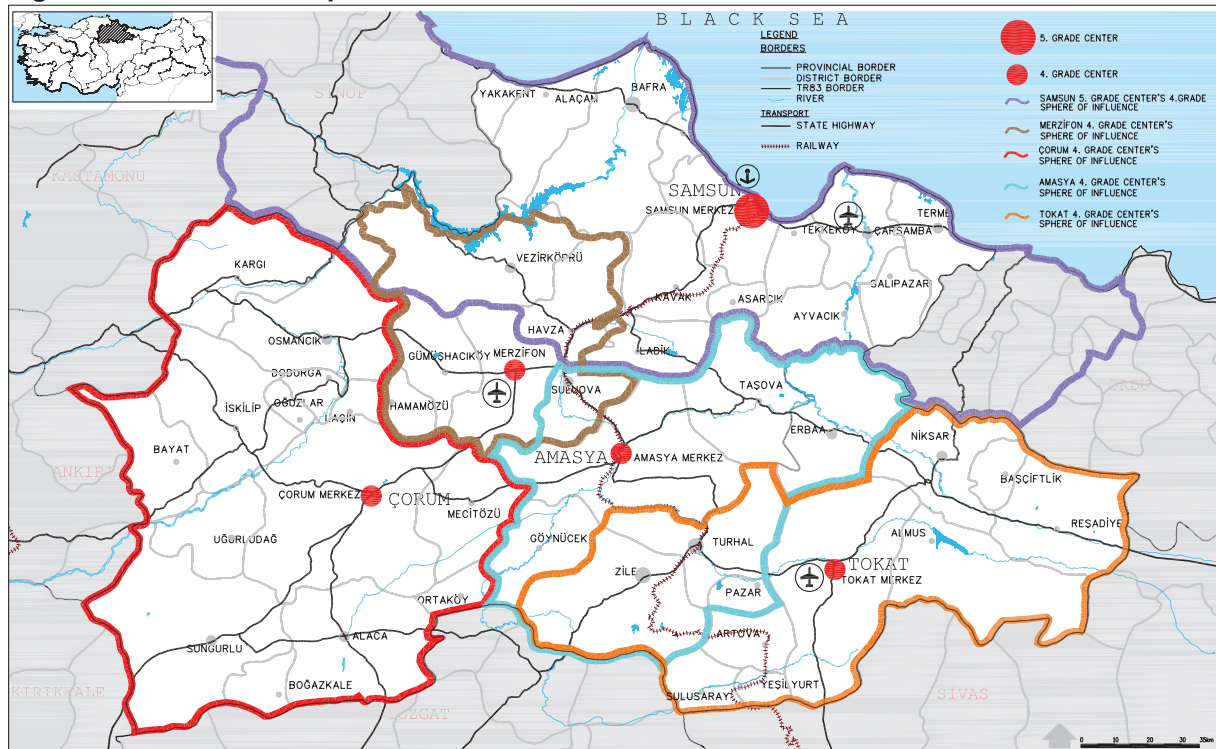 BLACK SEA
LEGEND
BORDERS
PROVINCIAL BORDER
DISTRICT BORDER
TR83 BORDER
RIVER
TRANSPORT
STATE HIGHWAY
RAILWAY
5. GRADE CENTER
4. GRADE CENTER
SAMSUN 5. GRADE CENTER'S 4.GRADE
SPHERE OF INFLUENCE
MERZİFON 4. GRADE CENTER'S
SPHERE OF INFLUENCE
ÇORUM 4. GRADE CENTER'S
SPHERE OF INFLUENCE
AMASYA 4. GRADE CENTER'S
SPHERE OF INFLUENCE
TOKAT 4. GRADE CENTER'S
SPHERE OF INFLUENCE
SINOP
YAKAKENT
ALAÇAM
BAFRA
KASTAMONU
SAMSUN
SAMSUN MERKEZ
TEKKEKÖY
ÇARSAMBA
TERME
KARGI
VEZİRKÖPRÜ
KAVAK
ASARCIK
SALIPAZAR
AYVACIK
OSMANCIK
HAVZA
LADİK
GÜMÜŞHACIKÖY
MERZİFON
DODURGA
SULUOVA
TAŞOVA
ORDU
İSKİLİP
OĞUZLAR
LAÇİN
HAMAMÖZÜ
ERBAA
NİKSAR
BAYAT
AMASYA
AMASYA MERKEZ
ANKIR
BAŞÇİFTLİK
ÇORUM MERKEZ
ÇORUM
MECİTÖZÜ
REŞADİYE
UĞURLUDAĞ
GÖYNÜCEK
TURHAL
ALMUS
ZİLE
TOKAT
TOKAT MERKEZ
PAZAR
ORTAKÖY
ALACA
ARTOVA
SUNGURLU
BOĞAZKALE
SULUSARAY
YEŞİLYURT
KIRIKKALE
YOZGAT
SİVAS
0 10 20 30 35km